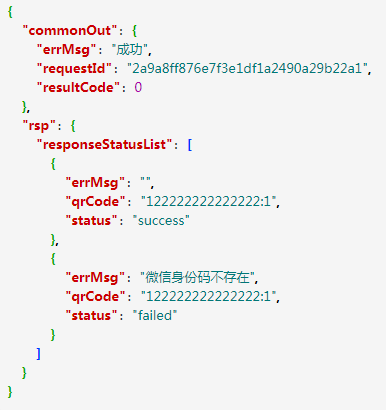 {
"commonOut": {
"errMsg": "成功",
"requestId": "2a9a8ff876e7f3e1df1a2490a29b22a1",
"resultCode": 0
},
"rsp": {
"responseStatusList": [
{
"errMsg": "",
"qrCode": "122222222222222:1",
"status": "success"
},
{
"errMsg": "微信身份码不存在",
"qrCode": "122222222222222:1",
"status": "failed"
}
]
}
}